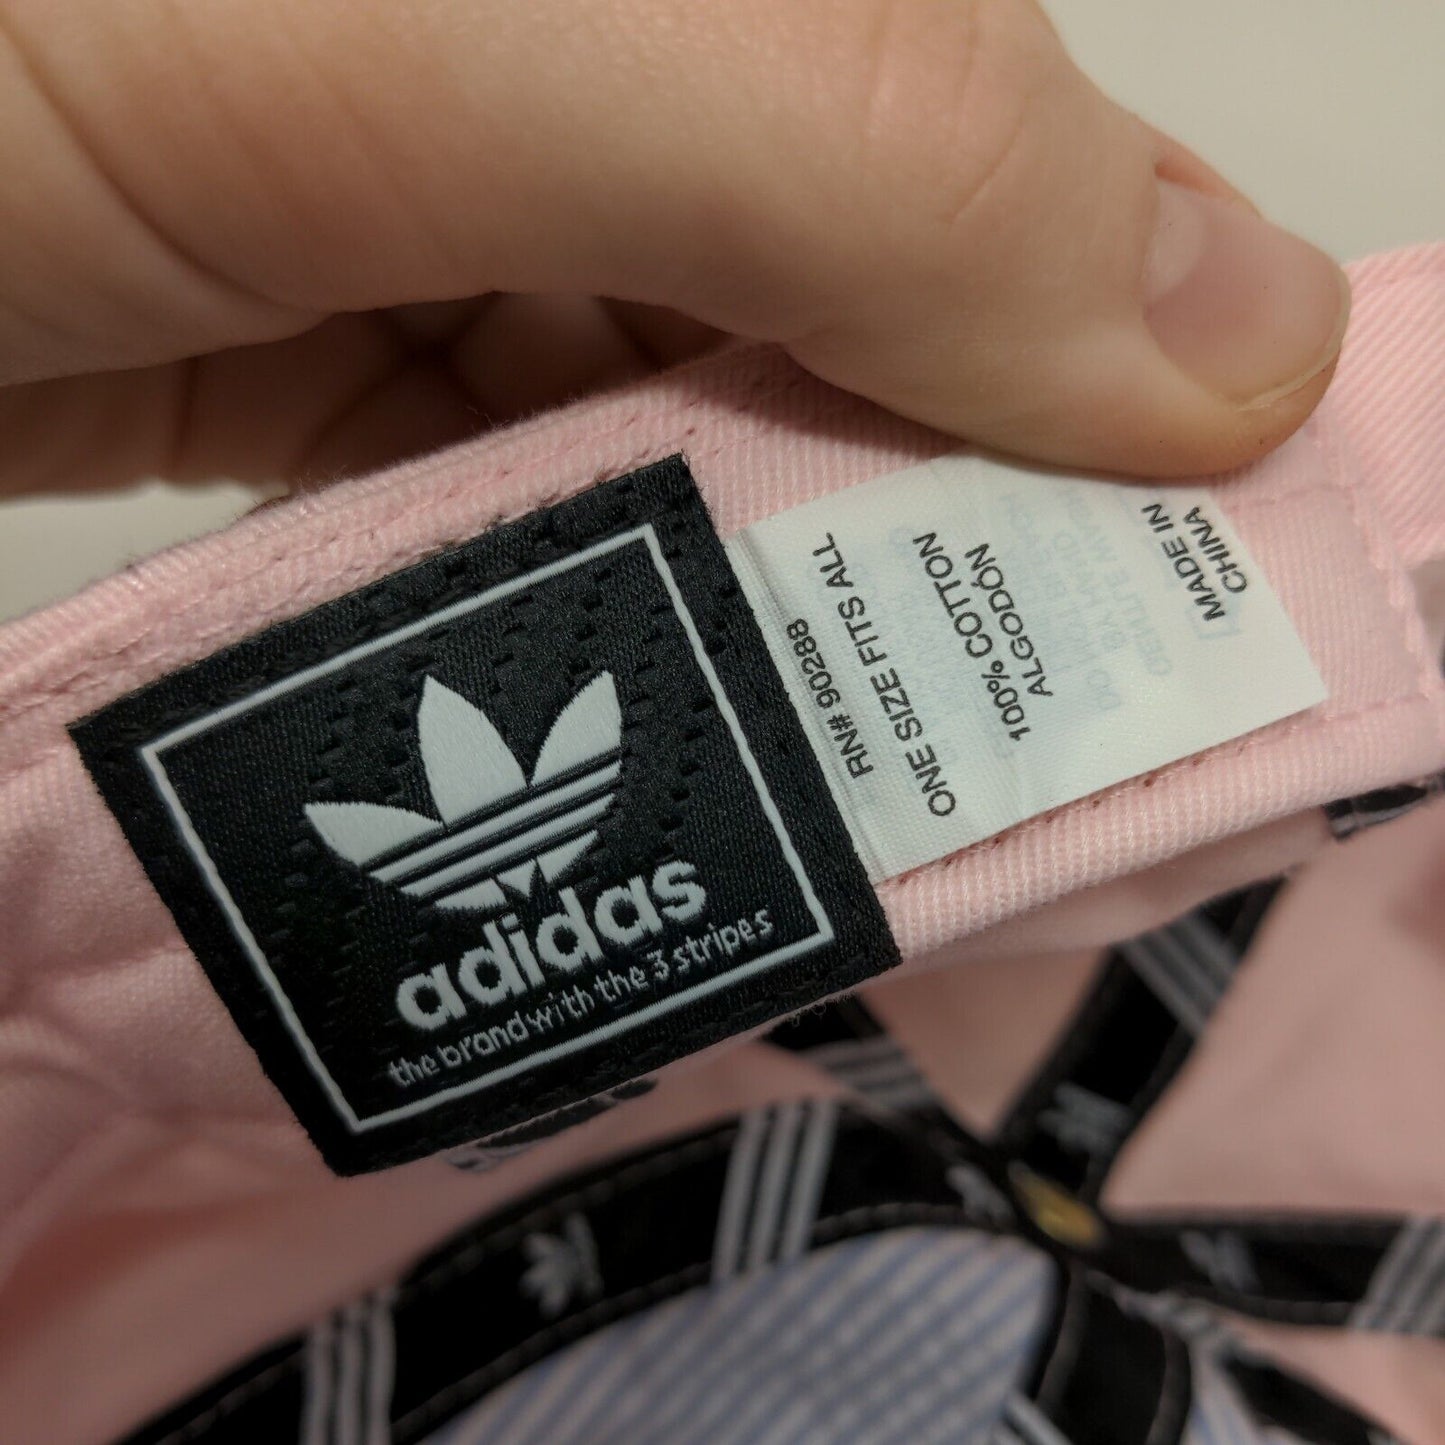 adidas
the brand with the 3 stripes
RN# 90288
ONE SIZE FITS ALL
100% COTTON
ALGODÓN
MADE IN
CHINA